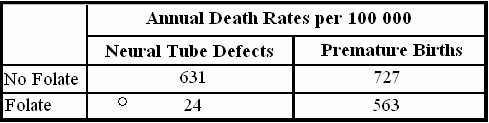 Annual Death Rates per 100 000
Neural Tube Defects Premature Births
No Folate 631 727
Folate 24 563